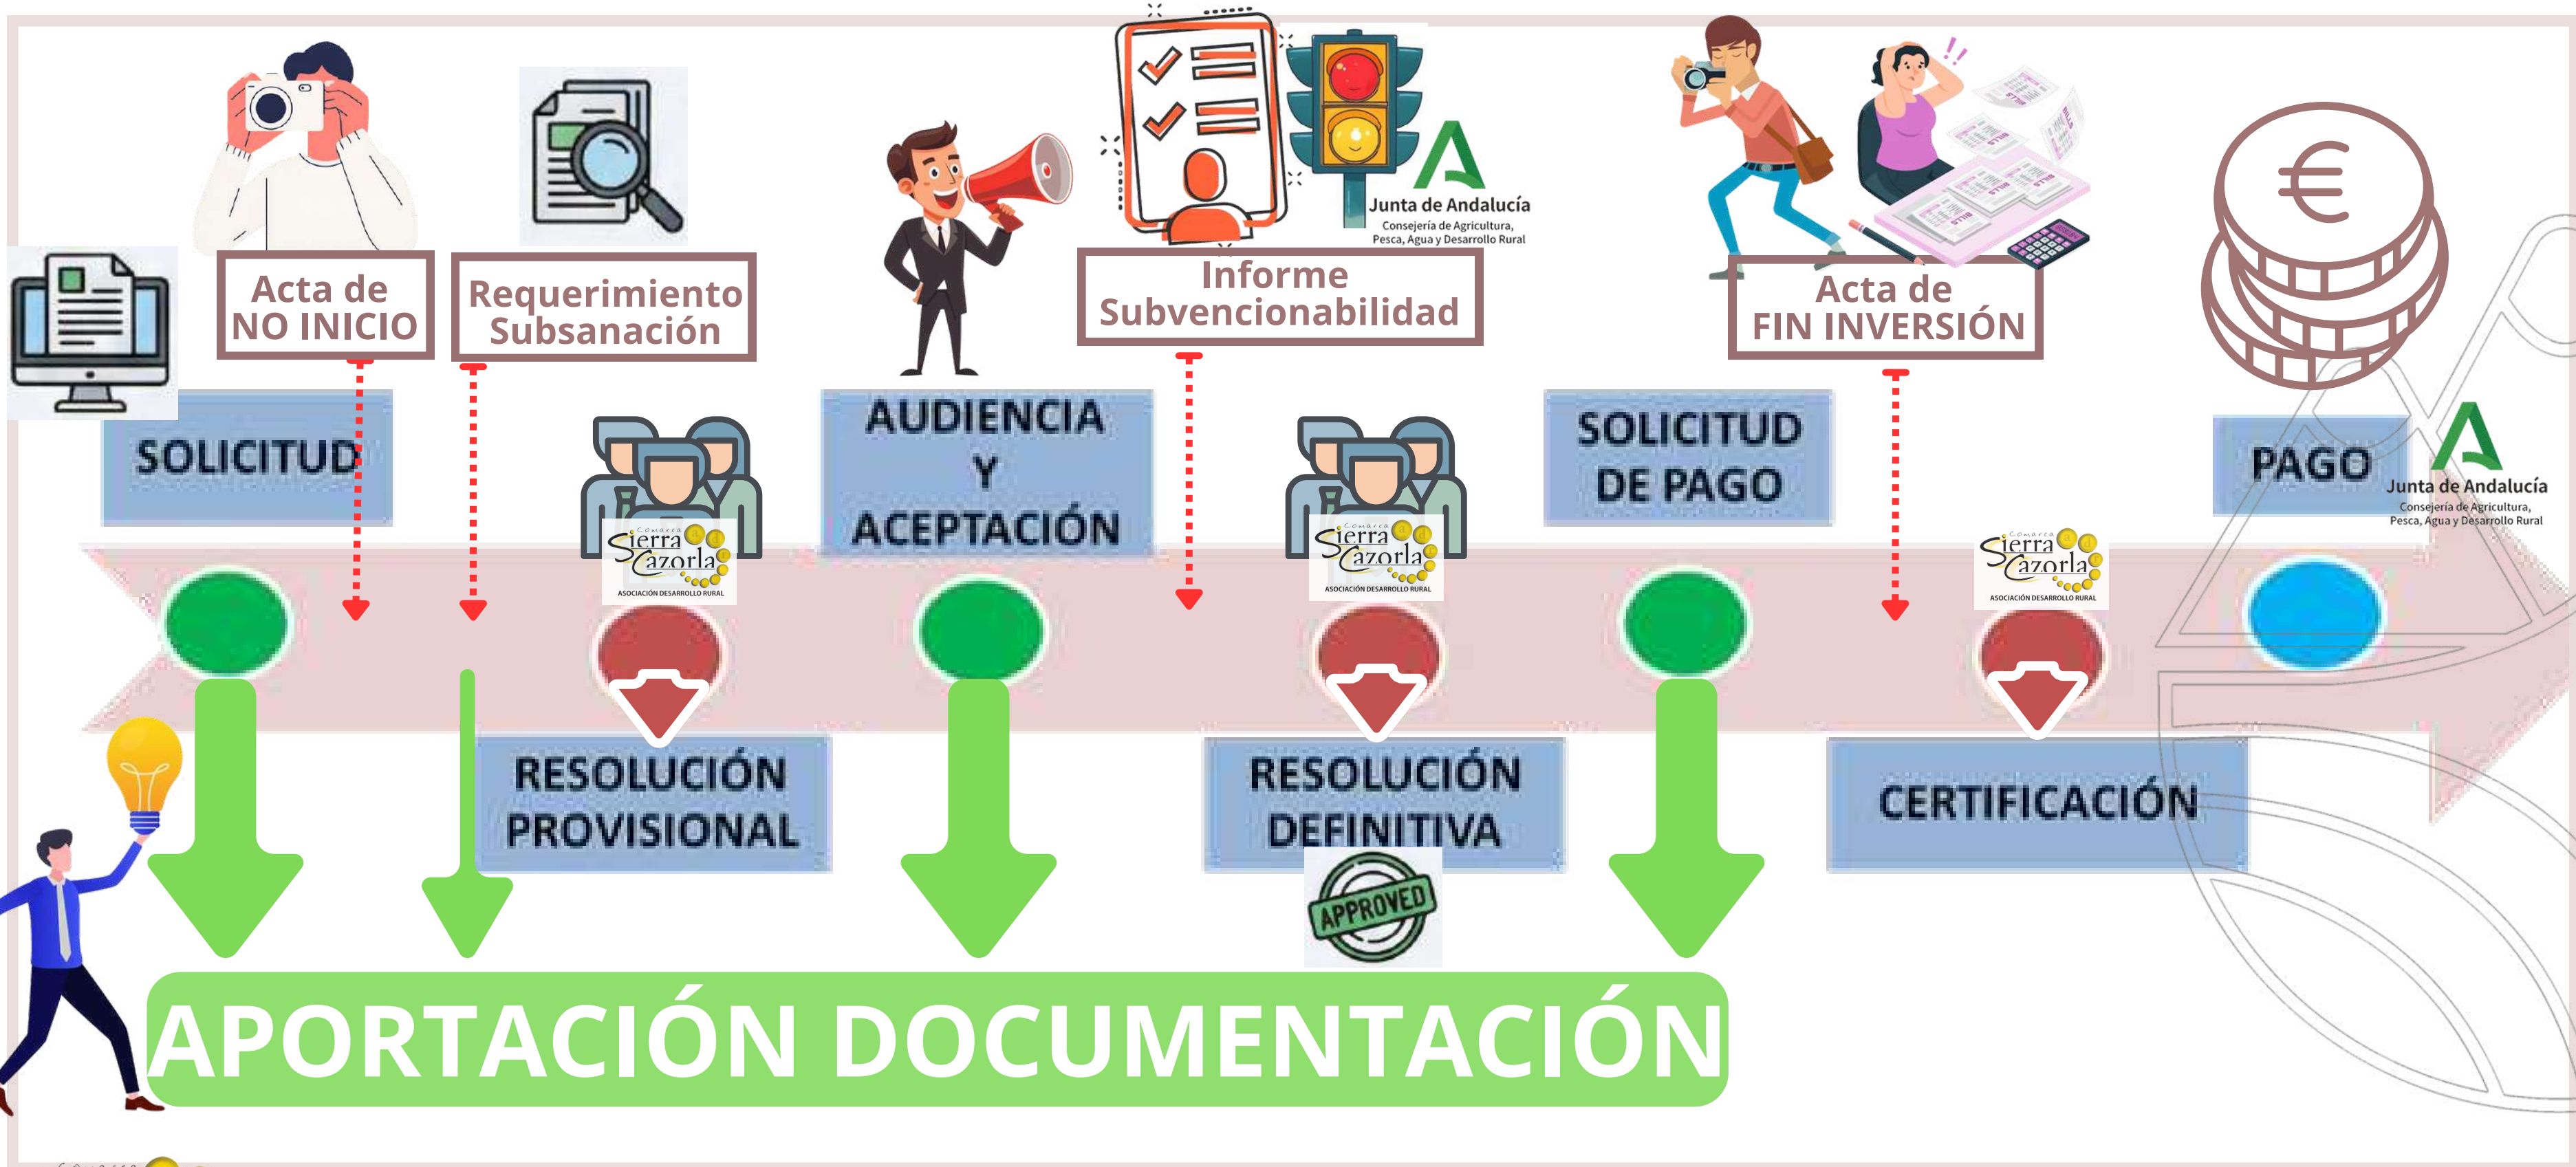 Junta de Andalucía
Consejería de Agricultura,
Pesca, Agua y Desarrollo Rural
Acta de
NO INICIO
Requerimiento
Subsanación
Informe
Subvencionabilidad
Acta de
FIN INVERSIÓN
SOLICITUD
AUDIENCIA
Y
ACEPTACIÓN
SOLICITUD
DE PAGO
PAGO
Junta de Andalucía
Consejería de Agricultura,
Pesca, Agua y Desarrollo Rural
Comarca
Sierra
Cazorla
ASOCIACIÓN DESARROLLO RURAL
Comarca
Sierra
Cazorla
ASOCIACIÓN DESARROLLO RURAL
Comarca
Sierra
Cazorla
ASOCIACIÓN DESARROLLO RURAL
RESOLUCIÓN
PROVISIONAL
RESOLUCIÓN
DEFINITIVA
CERTIFICACIÓN
APPROVED
APORTACIÓN DOCUMENTACIÓN